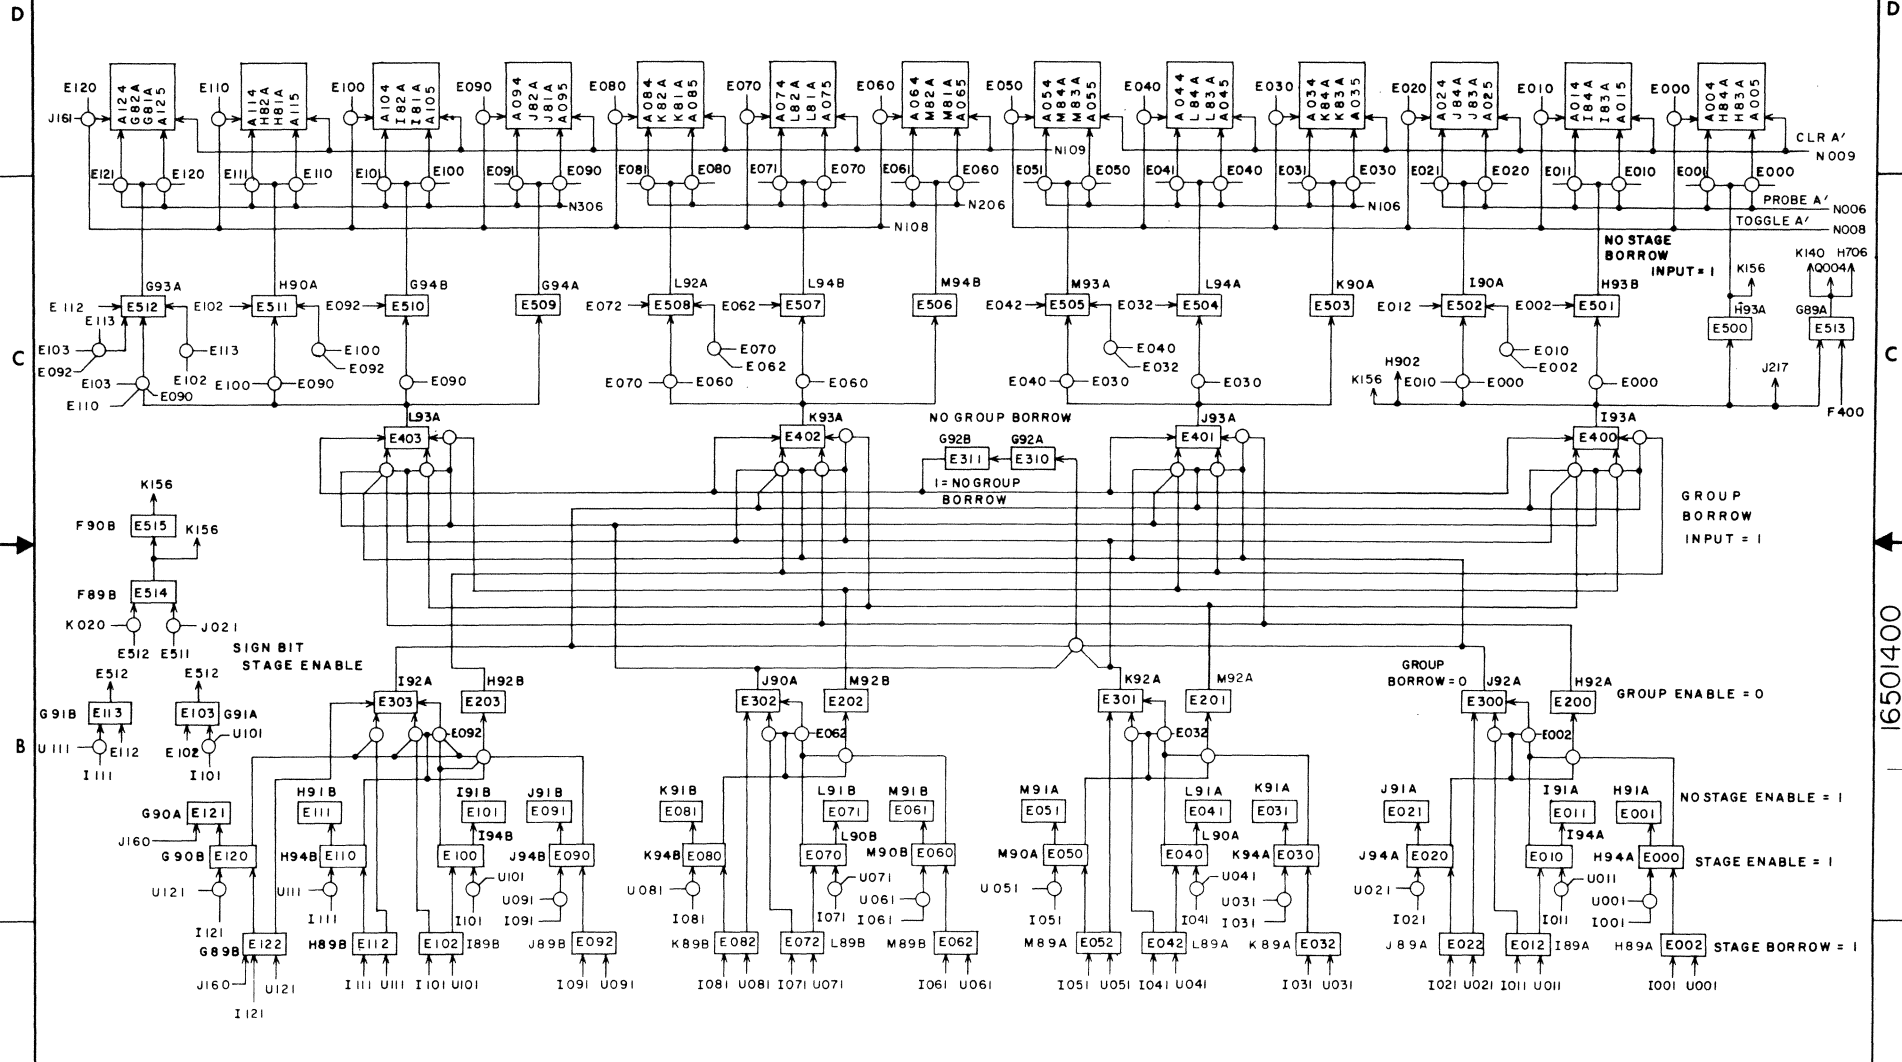 D D
A124 G82A G81A A125
A114 H82A H81A A115
A104 I82A I81A A105
A094 J82A J81A A095
A084 K82A K81A A085
A074 L82A L81A A075
A064 M82A M81A A065
A054 M84A M83A A055
A044 L84A L83A A045
A034 K84A K83A A035
A024 J84A J83A A025
A014 I84A I83A A015
A004 H84A H83A A005
E120 E110 E100 E090 E080 E070 E060 E050 E040 E030 E020 E010 E000
J161
CLR A'
N109 N009
E121 E120 E111 E110 E101 E100 E091 E090 E081 E080 E071 E070 E061 E060 E051 E050 E041 E040 E031 E030 E021 E020 E011 E010 E001 E000
PROBE A'
N306 N206 N106 N006
TOGGLE A'
N108 N008
NO STAGE
BORROW
INPUT = 1
K140 H706
K156 Q004
G93A H90A G94B G94A L92A L94B M94B M93A L94A K90A I90A H93B
E112 E512 E102 E511 E092 E510 E509 E072 E508 E062 E507 E506 E042 E505 E032 E504 E503 E012 E502 E002 E501
H93A G89A
E500 E513
E113
E103 E113 E100 E070 E040 E010
E092 E102 E092 E062 E032 E002
C C
H902
J217
K156
E103 E090 E100 E090 E090 E070 E060 E060 E040 E030 E030 E010 E000 E000
E110
F400
L93A K93A J93A I93A
E403 E402 E401 E400
NO GROUP BORROW
G92B G92A
E311 E310
1 = NO GROUP
BORROW
K156
F90B E515
K156
F89B E514
K020 J021
E512 E511
GROUP
BORROW
INPUT = 1
SIGN BIT
STAGE ENABLE
16501400
E512 E512
G91B E113 E103 G91A
U111 E112 E102 U101
I111 I101
I92A H92B J90A M92B K92A M92A J92A H92A
E303 E203 E302 E202 E301 E201 E300 E200
GROUP
BORROW = 0
GROUP ENABLE = 0
E092 E062 E032 E002
B B
H91B I91B J91B K91B L91B M91B M91A L91A K91A J91A I91A H91A
G90A E121 E111 E101 E091 E081 E071 E061 E051 E041 E031 E021 E011 E001
NO STAGE ENABLE = 1
J160 I94B L90B L90A I94A
G90B E120 H94B E110 E100 J94B E090 K94B E080 E070 M90B E060 M90A E050 E040 K94A E030 J94A E020 E010 H94A E000
STAGE ENABLE = 1
U121 U111 U101 U091 U081 U071 U061 U051 U041 U031 U021 U011 U001
I121 I111 I101 I091 I081 I071 I061 I051 I041 I031 I021 I011 I001
G89B E122 H89B E112 E102 I89B J89B E092 K89B E082 E072 L89B M89B E062 M89A E052 E042 L89A K89A E032 J89A E022 E012 I89A H89A E002
STAGE BORROW = 1
J160 U121 I111 U111 I101 U101 I091 U091 I081 U081 I071 U071 I061 U061 I051 U051 I041 U041 I031 U031 I021 U021 I011 U011 I001 U001
I121